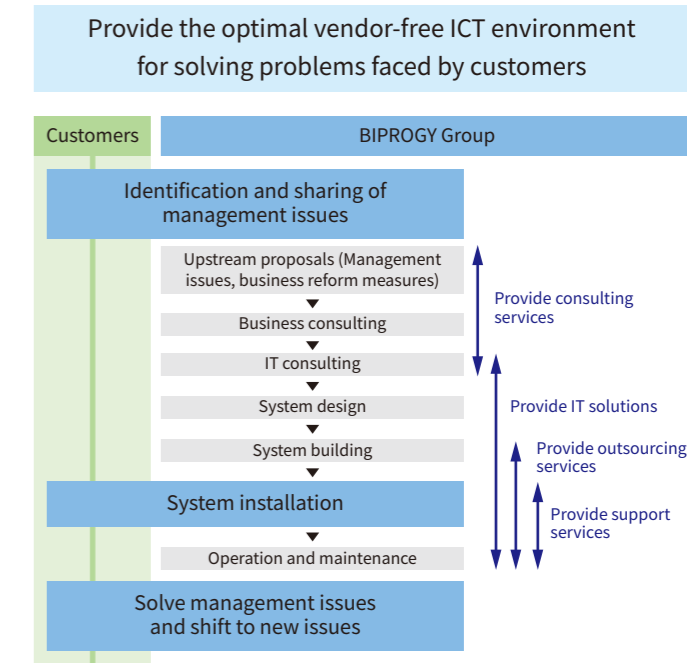 Provide the optimal vendor-free ICT environment
for solving problems faced by customers
Customers
BIPROGY Group
Identification and sharing of
management issues
Upstream proposals (Management
issues, business reform measures)
Business consulting
IT consulting
System design
System building
System installation
Operation and maintenance
Solve management issues
and shift to new issues
Provide consulting
services
Provide IT solutions
Provide outsourcing
services
Provide support
services